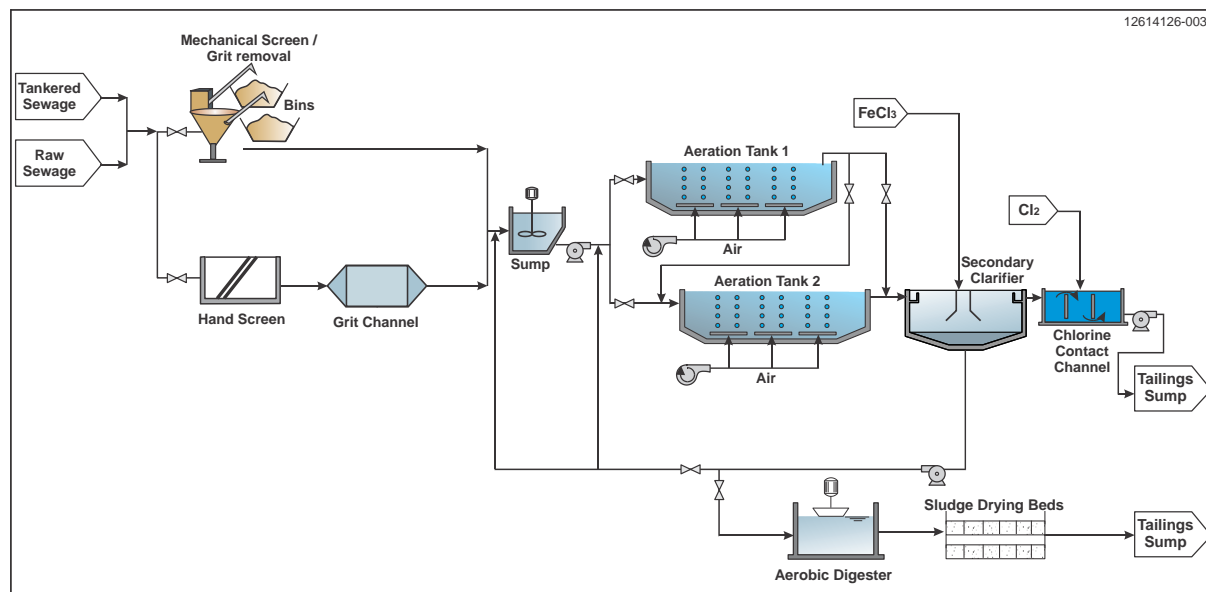 12614126-003
Mechanical Screen /
Grit removal
Tankered
Sewage
Bins
FeCl3
Raw
Sewage
Aeration Tank 1
Cl2
Air
Sump
Secondary
Clarifier
Aeration Tank 2
Hand Screen
Grit Channel
Chlorine
Contact
Channel
Air
Tailings
Sump
Sludge Drying Beds
Tailings
Sump
Aerobic Digester